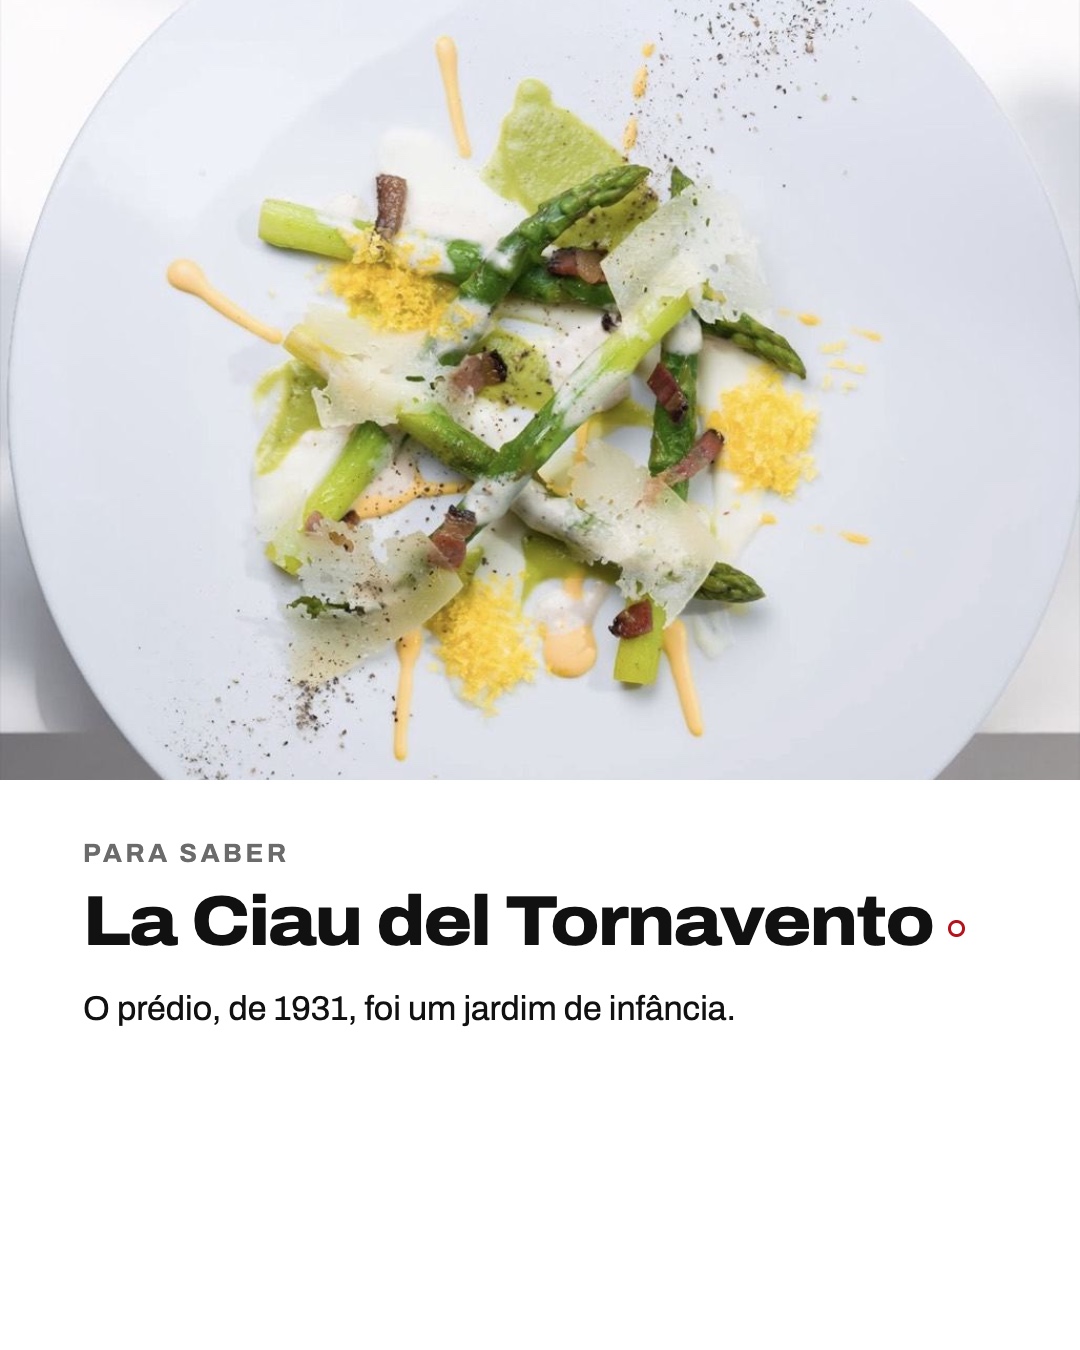 PARA SABER
La Ciau del Tornavento
O prédio, de 1931, foi um jardim de infância.